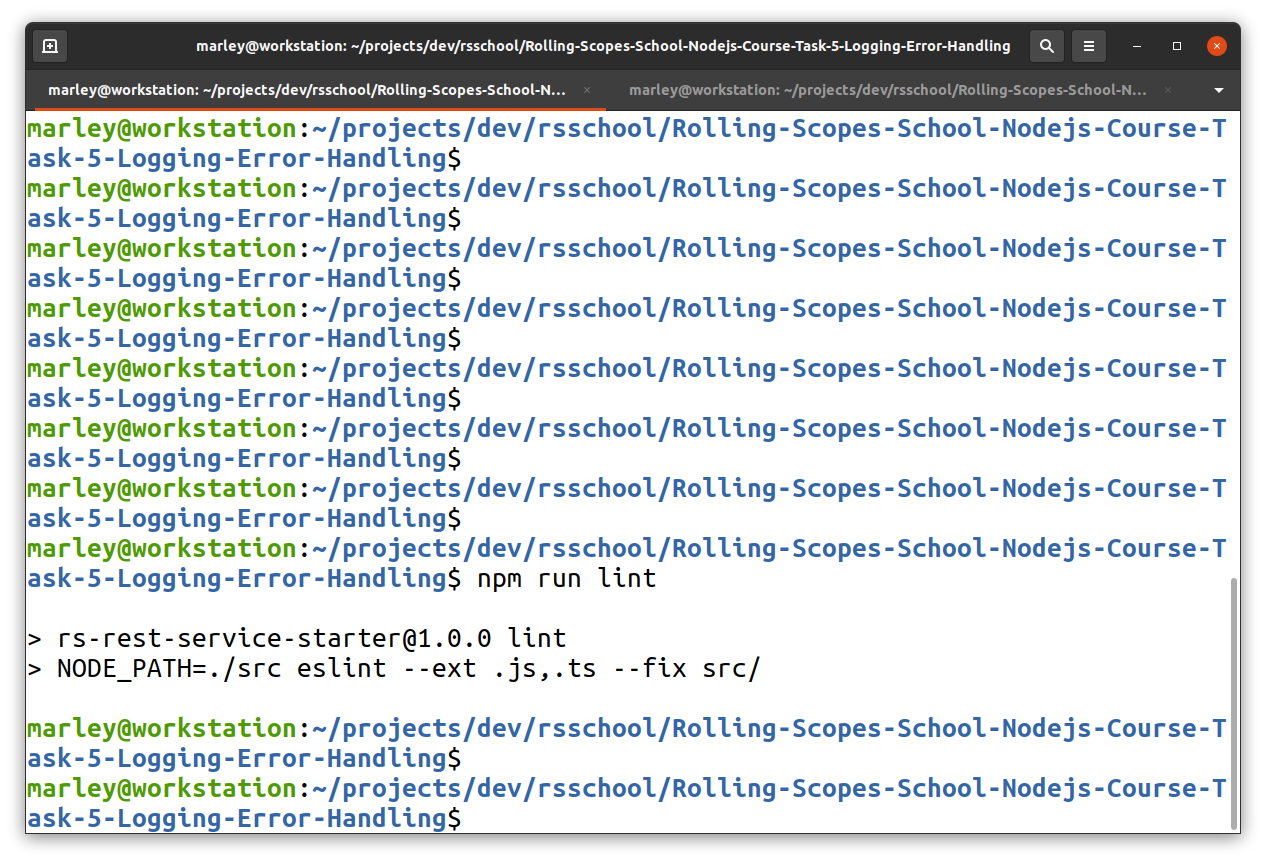 marley@workstation: ~/projects/dev/rsschool/Rolling-Scopes-School-Nodejs-Course-Task-5-Logging-Error-Handling
marley@workstation: ~/projects/dev/rsschool/Rolling-Scopes-School-N... × marley@workstation: ~/projects/dev/rsschool/Rolling-Scopes-School-N... ×
marley@workstation:~/projects/dev/rsschool/Rolling-Scopes-School-Nodejs-Course-T
ask-5-Logging-Error-Handling$
marley@workstation:~/projects/dev/rsschool/Rolling-Scopes-School-Nodejs-Course-T
ask-5-Logging-Error-Handling$
marley@workstation:~/projects/dev/rsschool/Rolling-Scopes-School-Nodejs-Course-T
ask-5-Logging-Error-Handling$
marley@workstation:~/projects/dev/rsschool/Rolling-Scopes-School-Nodejs-Course-T
ask-5-Logging-Error-Handling$
marley@workstation:~/projects/dev/rsschool/Rolling-Scopes-School-Nodejs-Course-T
ask-5-Logging-Error-Handling$
marley@workstation:~/projects/dev/rsschool/Rolling-Scopes-School-Nodejs-Course-T
ask-5-Logging-Error-Handling$
marley@workstation:~/projects/dev/rsschool/Rolling-Scopes-School-Nodejs-Course-T
ask-5-Logging-Error-Handling$
marley@workstation:~/projects/dev/rsschool/Rolling-Scopes-School-Nodejs-Course-T
ask-5-Logging-Error-Handling$ npm run lint
> rs-rest-service-starter@1.0.0 lint
> NODE_PATH=./src eslint --ext .js,.ts --fix src/
marley@workstation:~/projects/dev/rsschool/Rolling-Scopes-School-Nodejs-Course-T
ask-5-Logging-Error-Handling$
marley@workstation:~/projects/dev/rsschool/Rolling-Scopes-School-Nodejs-Course-T
ask-5-Logging-Error-Handling$